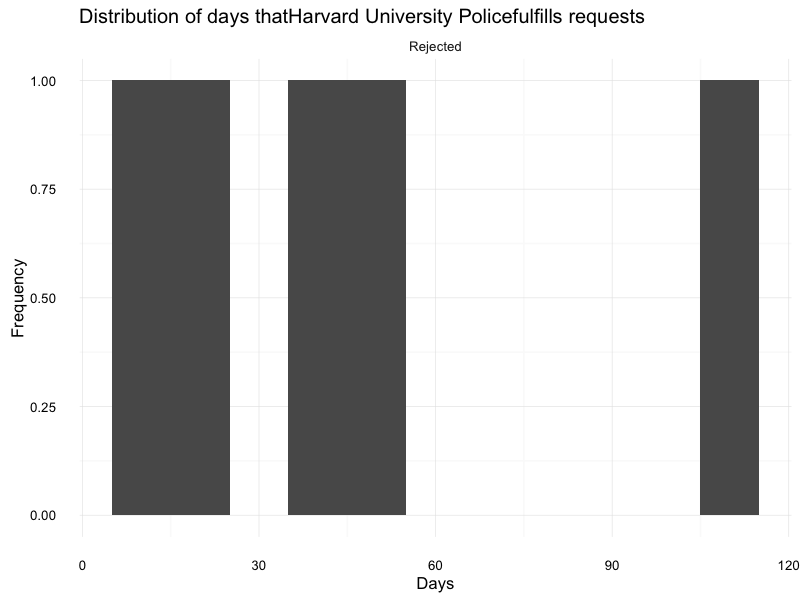 Distribution of days thatHarvard University Policefulfills requests
Rejected
1.00
0.75
0.50
0.25
0.00
Frequency
0 30 60 90 120
Days